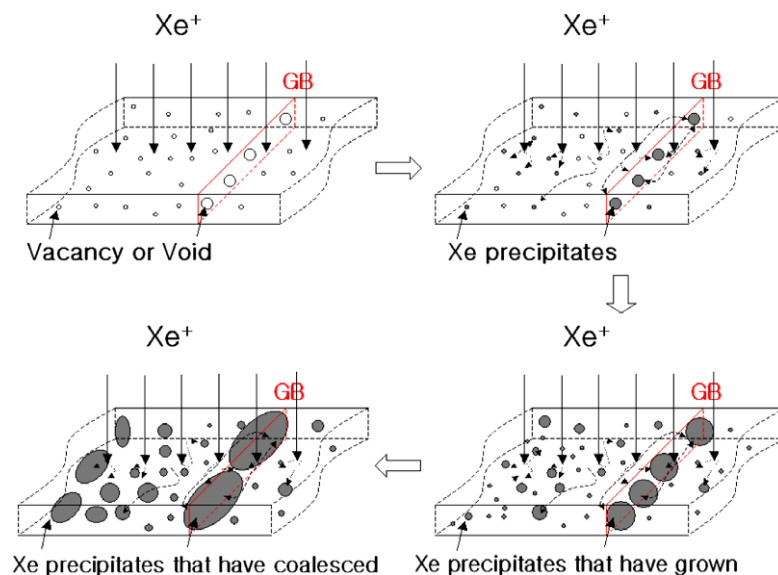 Xe⁺
GB
Vacancy or Void
Xe⁺
GB
Xe precipitates
Xe⁺
GB
Xe precipitates that have coalesced
Xe⁺
GB
Xe precipitates that have grown